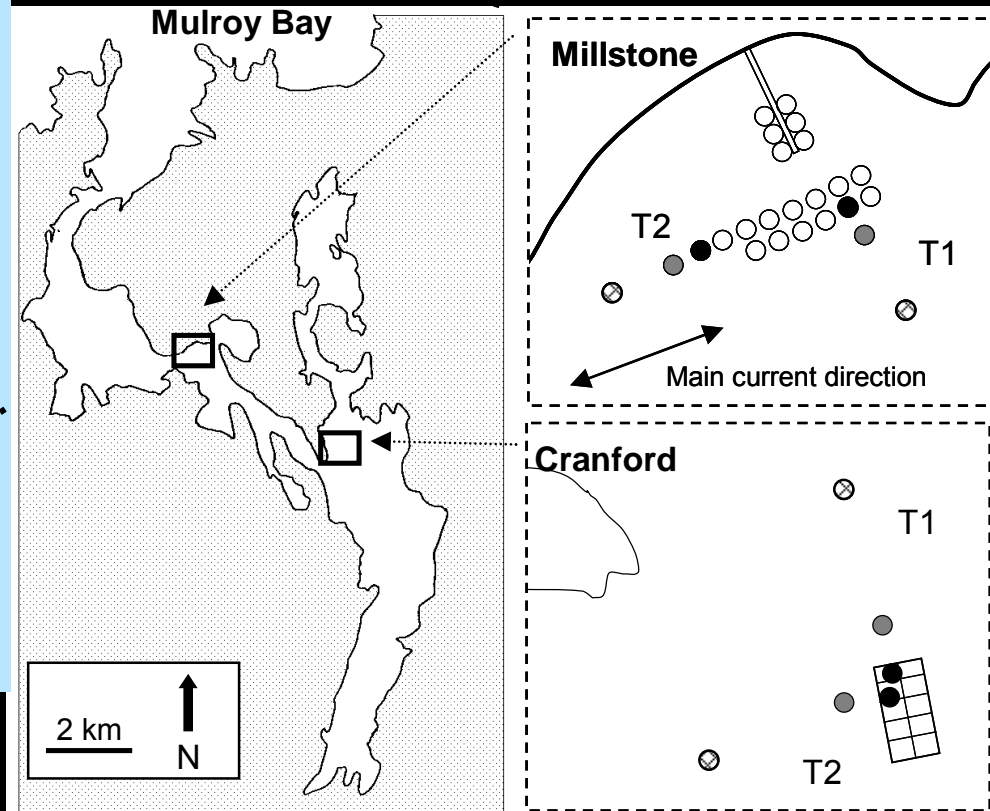 Mulroy Bay
2 km
N
Millstone
T2
T1
Main current direction
Cranford
T1
T2